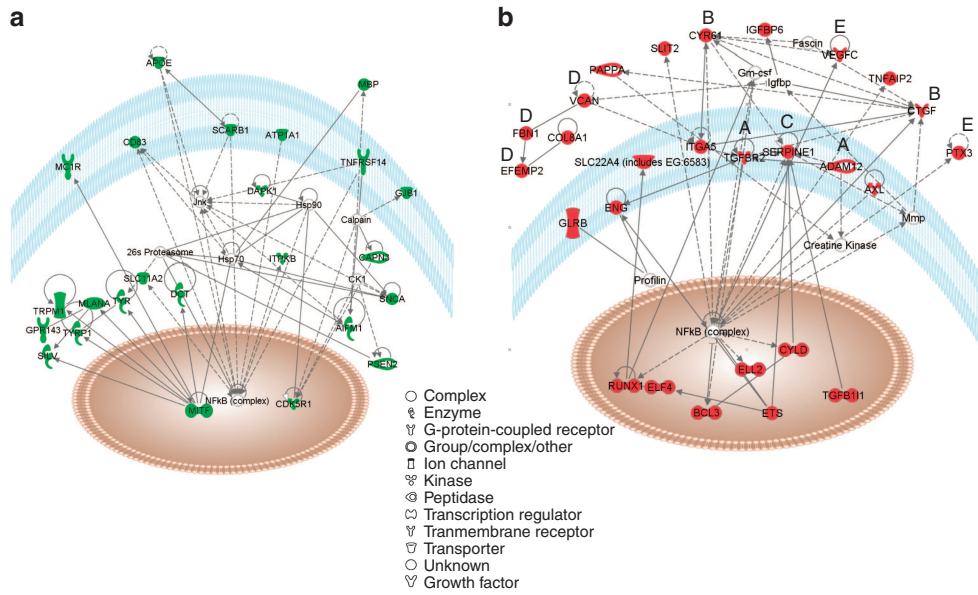 a
APOE
MBP
SCARB1
ATP1A1
CD63
TNFRSF14
MC1R
DAPK1
GJB1
Jnk
Hsp90
Calpain
26s Proteasome
Hsp70
ITPKB
CAPN3
SLC11A2
CK1
DCT
SNCA
TRPM1
MLANA
TYR
GPR143
TYRP1
AIFM1
SILV
PSEN2
MITF
NFkB (complex)
CDK5R1
b
B
IGFBP6
CYR61
E
Fascin
VEGFC
SLIT2
PAPPA
Gm-csf
Igfbp
TNFAIP2
D
VCAN
B
CTGF
D
FBN1
COL8A1
A
C
E
ITGA5
TGFBR2
SERPINE1
A
PTX3
D
EFEMP2
SLC22A4 (includes EG:6583)
ADAM12
AXL
ENG
GLRB
Mmp
Creatine Kinase
Profilin
NFkB (complex)
CYLD
ELL2
RUNX1
ELF4
TGFB1I1
BCL3
ETS
Complex
Enzyme
G-protein-coupled receptor
Group/complex/other
Ion channel
Kinase
Peptidase
Transcription regulator
Tranmembrane receptor
Transporter
Unknown
Growth factor